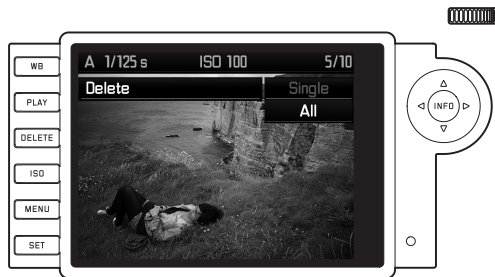 WB
PLAY
DELETE
ISO
MENU
SET
A 1/125 s ISO 100 5/10
Delete Single
All
INFO